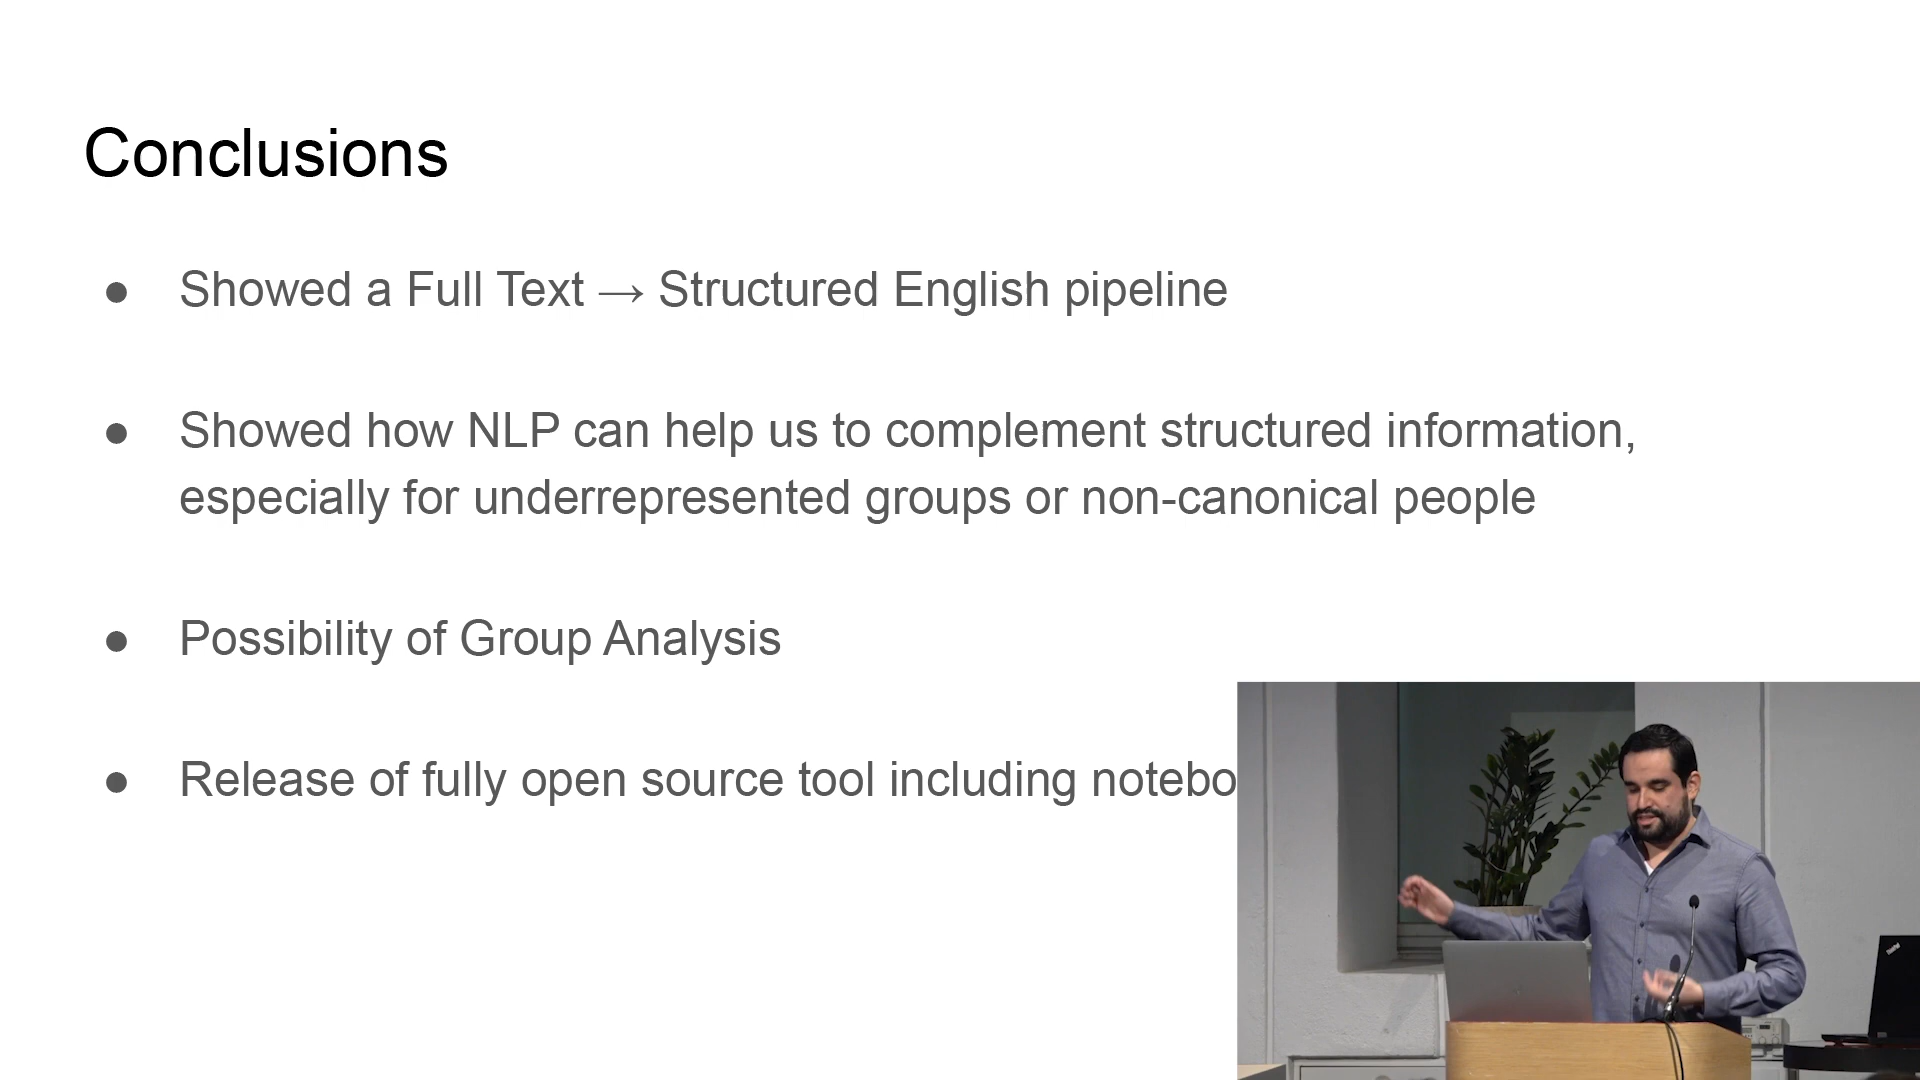 Conclusions
● Showed a Full Text → Structured English pipeline
● Showed how NLP can help us to complement structured information,
especially for underrepresented groups or non-canonical people
● Possibility of Group Analysis
● Release of fully open source tool including notebo
ThinkPad